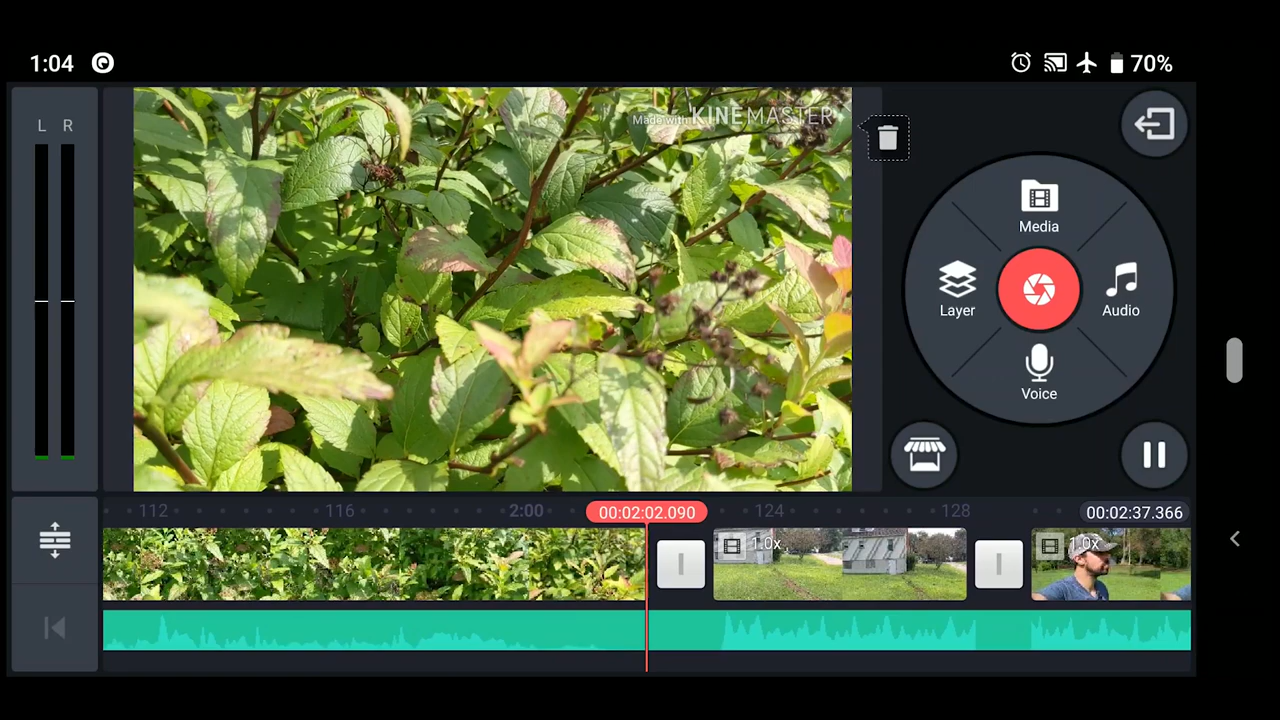 1:04
70%
L R
Made with KINEMASTER
Media
Layer
Audio
Voice
112 116 2:00 00:02:02.090 124 128 00:02:37.366
1.0x
1.0x